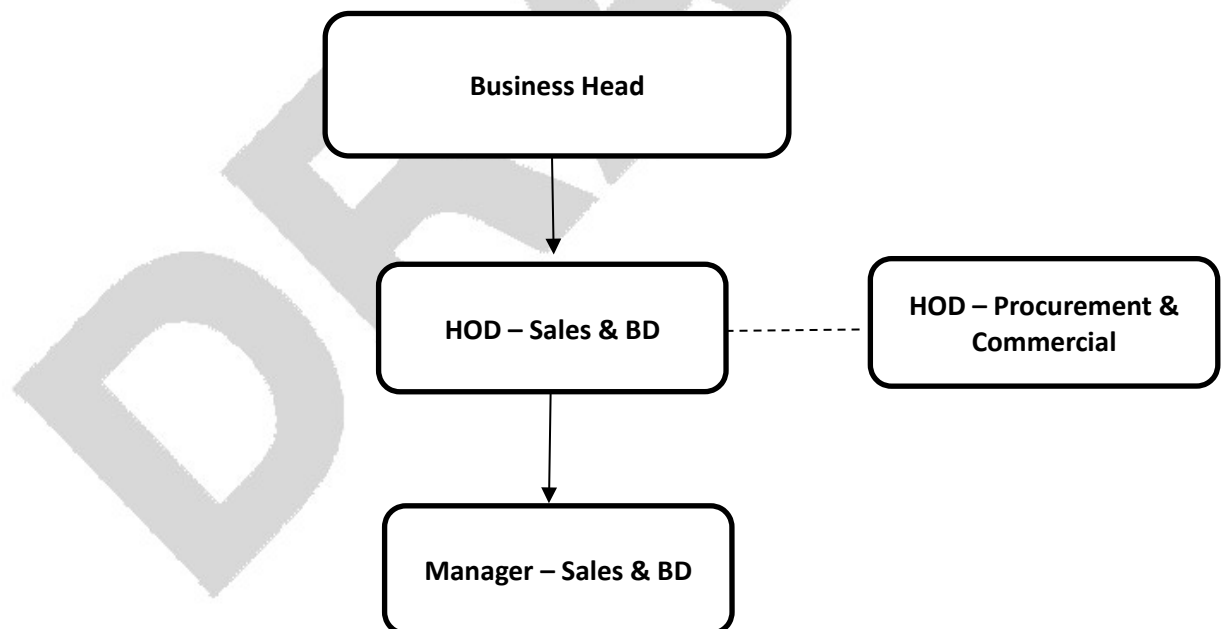 Business Head
HOD – Sales & BD
HOD – Procurement &
Commercial
Manager – Sales & BD